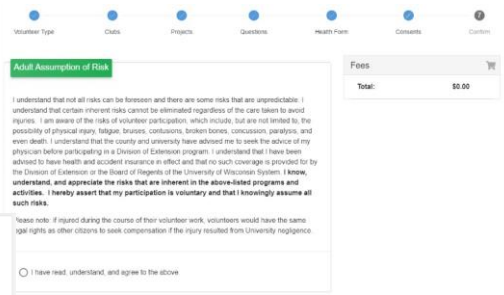 Volunteer Type Clubs Projects Questions Health Form Consents Confirm
Adult Assumption of Risk
I understand that not all risks can be foreseen and there are some risks that are unpredictable. I
understand that certain inherent risks cannot be eliminated regardless of the care taken to avoid
injuries. I am aware of the risks of volunteer participation, which include, but are not limited to, the
possibility of physical injury, fatigue, bruises, contusions, broken bones, concussion, paralysis, and
even death. I understand that the county and university have advised me to seek the advice of my
physician before participating in a Division of Extension program. I understand that I have been
advised to have health and accident insurance in effect and that no such coverage is provided for by
the Division of Extension or the Board of Regents of the University of Wisconsin System. I know,
understand, and appreciate the risks that are inherent in the above-listed programs and
activities. I hereby assert that my participation is voluntary and that I knowingly assume all
such risks.
Please note: if injured during the course of their volunteer work, volunteers would have the same
legal rights as other citizens to seek compensation if the injury resulted from University negligence.
I have read, understand, and agree to the above
Fees
Total: $0.00